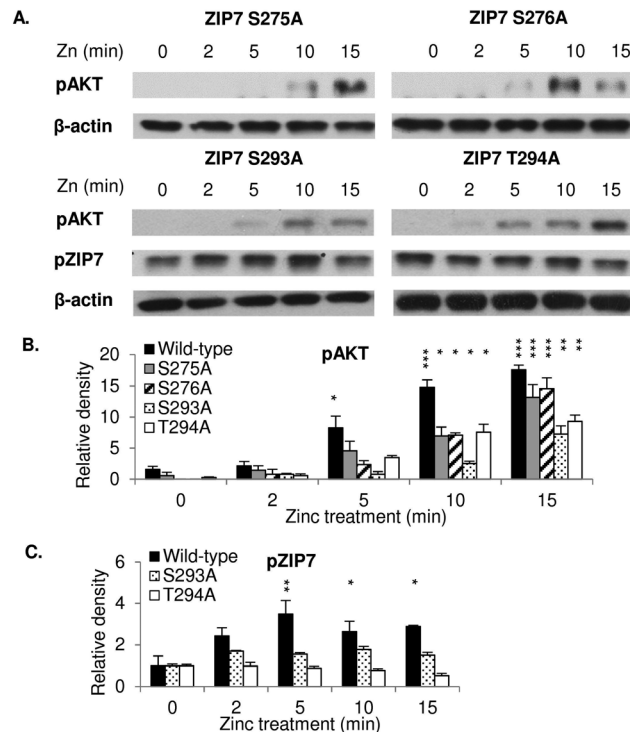 A.
ZIP7 S275A ZIP7 S276A
Zn (min) 0 2 5 10 15 0 2 5 10 15
pAKT
β-actin
ZIP7 S293A ZIP7 T294A
Zn (min) 0 2 5 10 15 0 2 5 10 15
pAKT
pZIP7
β-actin
B.
pAKT
Wild-type
S275A
S276A
S293A
T294A
* *** * * * * *** *** *** ** **
Relative density
20
15
10
5
0
0 2 5 10 15
Zinc treatment (min)
C.
pZIP7
Wild-type
S293A
T294A
** * *
Relative density
6
4
2
0
0 2 5 10 15
Zinc treatment (min)